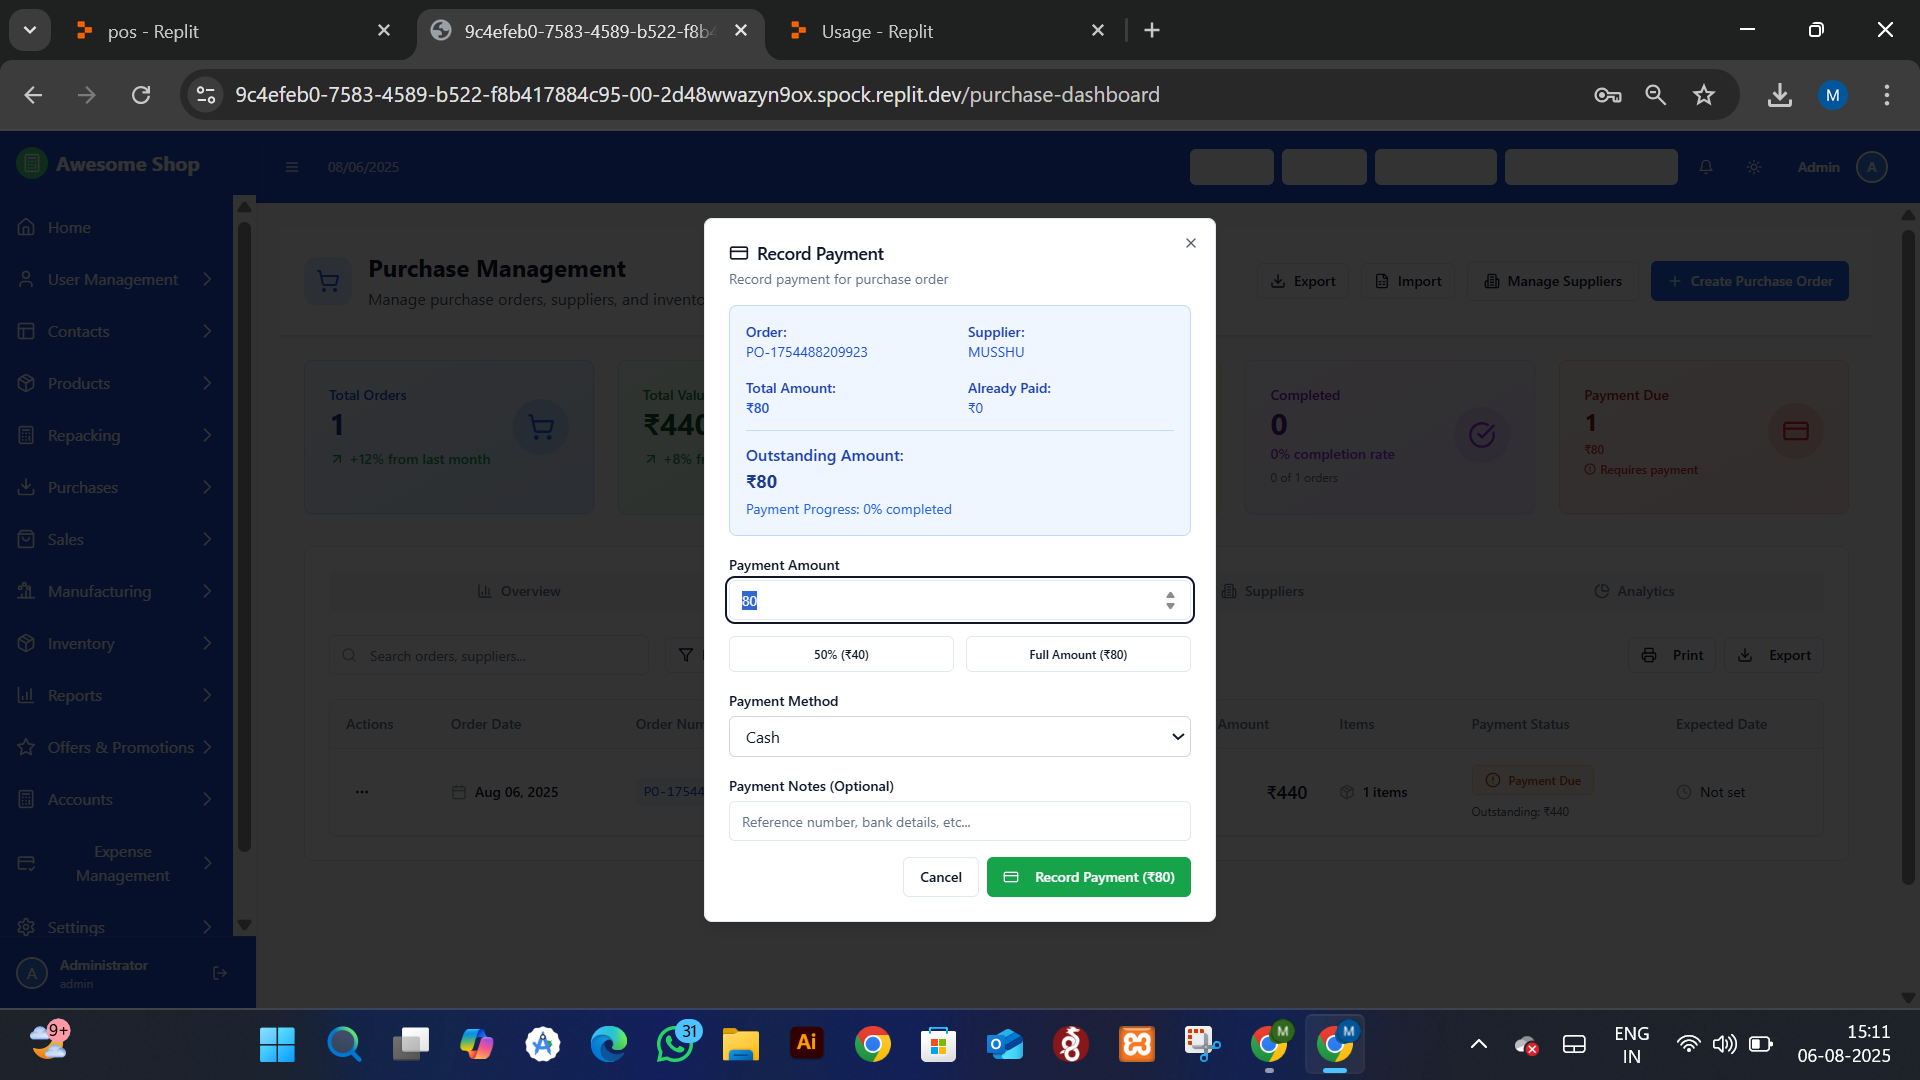 pos - Replit
9c4efeb0-7583-4589-b522-f8b4
Usage - Replit
9c4efeb0-7583-4589-b522-f8b417884c95-00-2d48wwazyn9ox.spock.replit.dev/purchase-dashboard
M
Awesome Shop
08/06/2025
Admin
A
Home
User Management
Contacts
Products
Repacking
Purchases
Sales
Manufacturing
Inventory
Reports
Offers & Promotions
Accounts
Expense
Management
Settings
A
Administrator
admin
Purchase Management
Manage purchase orders, suppliers, and invento
Export
Import
Manage Suppliers
Create Purchase Order
Total Orders
1
+12% from last month
Total Valu
₹440
+8% f
Completed
0
0% completion rate
0 of 1 orders
Payment Due
1
₹80
Requires payment
Overview
Suppliers
Analytics
Search orders, suppliers...
Print
Export
Actions
Order Date
Order Num
Amount
Items
Payment Status
Expected Date
Aug 06, 2025
PO-17544
₹440
1 items
Payment Due
Outstanding: ₹440
Not set
Record Payment
Record payment for purchase order
Order:
PO-1754488209923
Supplier:
MUSSHU
Total Amount:
₹80
Already Paid:
₹0
Outstanding Amount:
₹80
Payment Progress: 0% completed
Payment Amount
80
50% (₹40)
Full Amount (₹80)
Payment Method
Cash
Payment Notes (Optional)
Reference number, bank details, etc...
Cancel
Record Payment (₹80)
9+
31
Ai
M
M
ENG
IN
15:11
06-08-2025